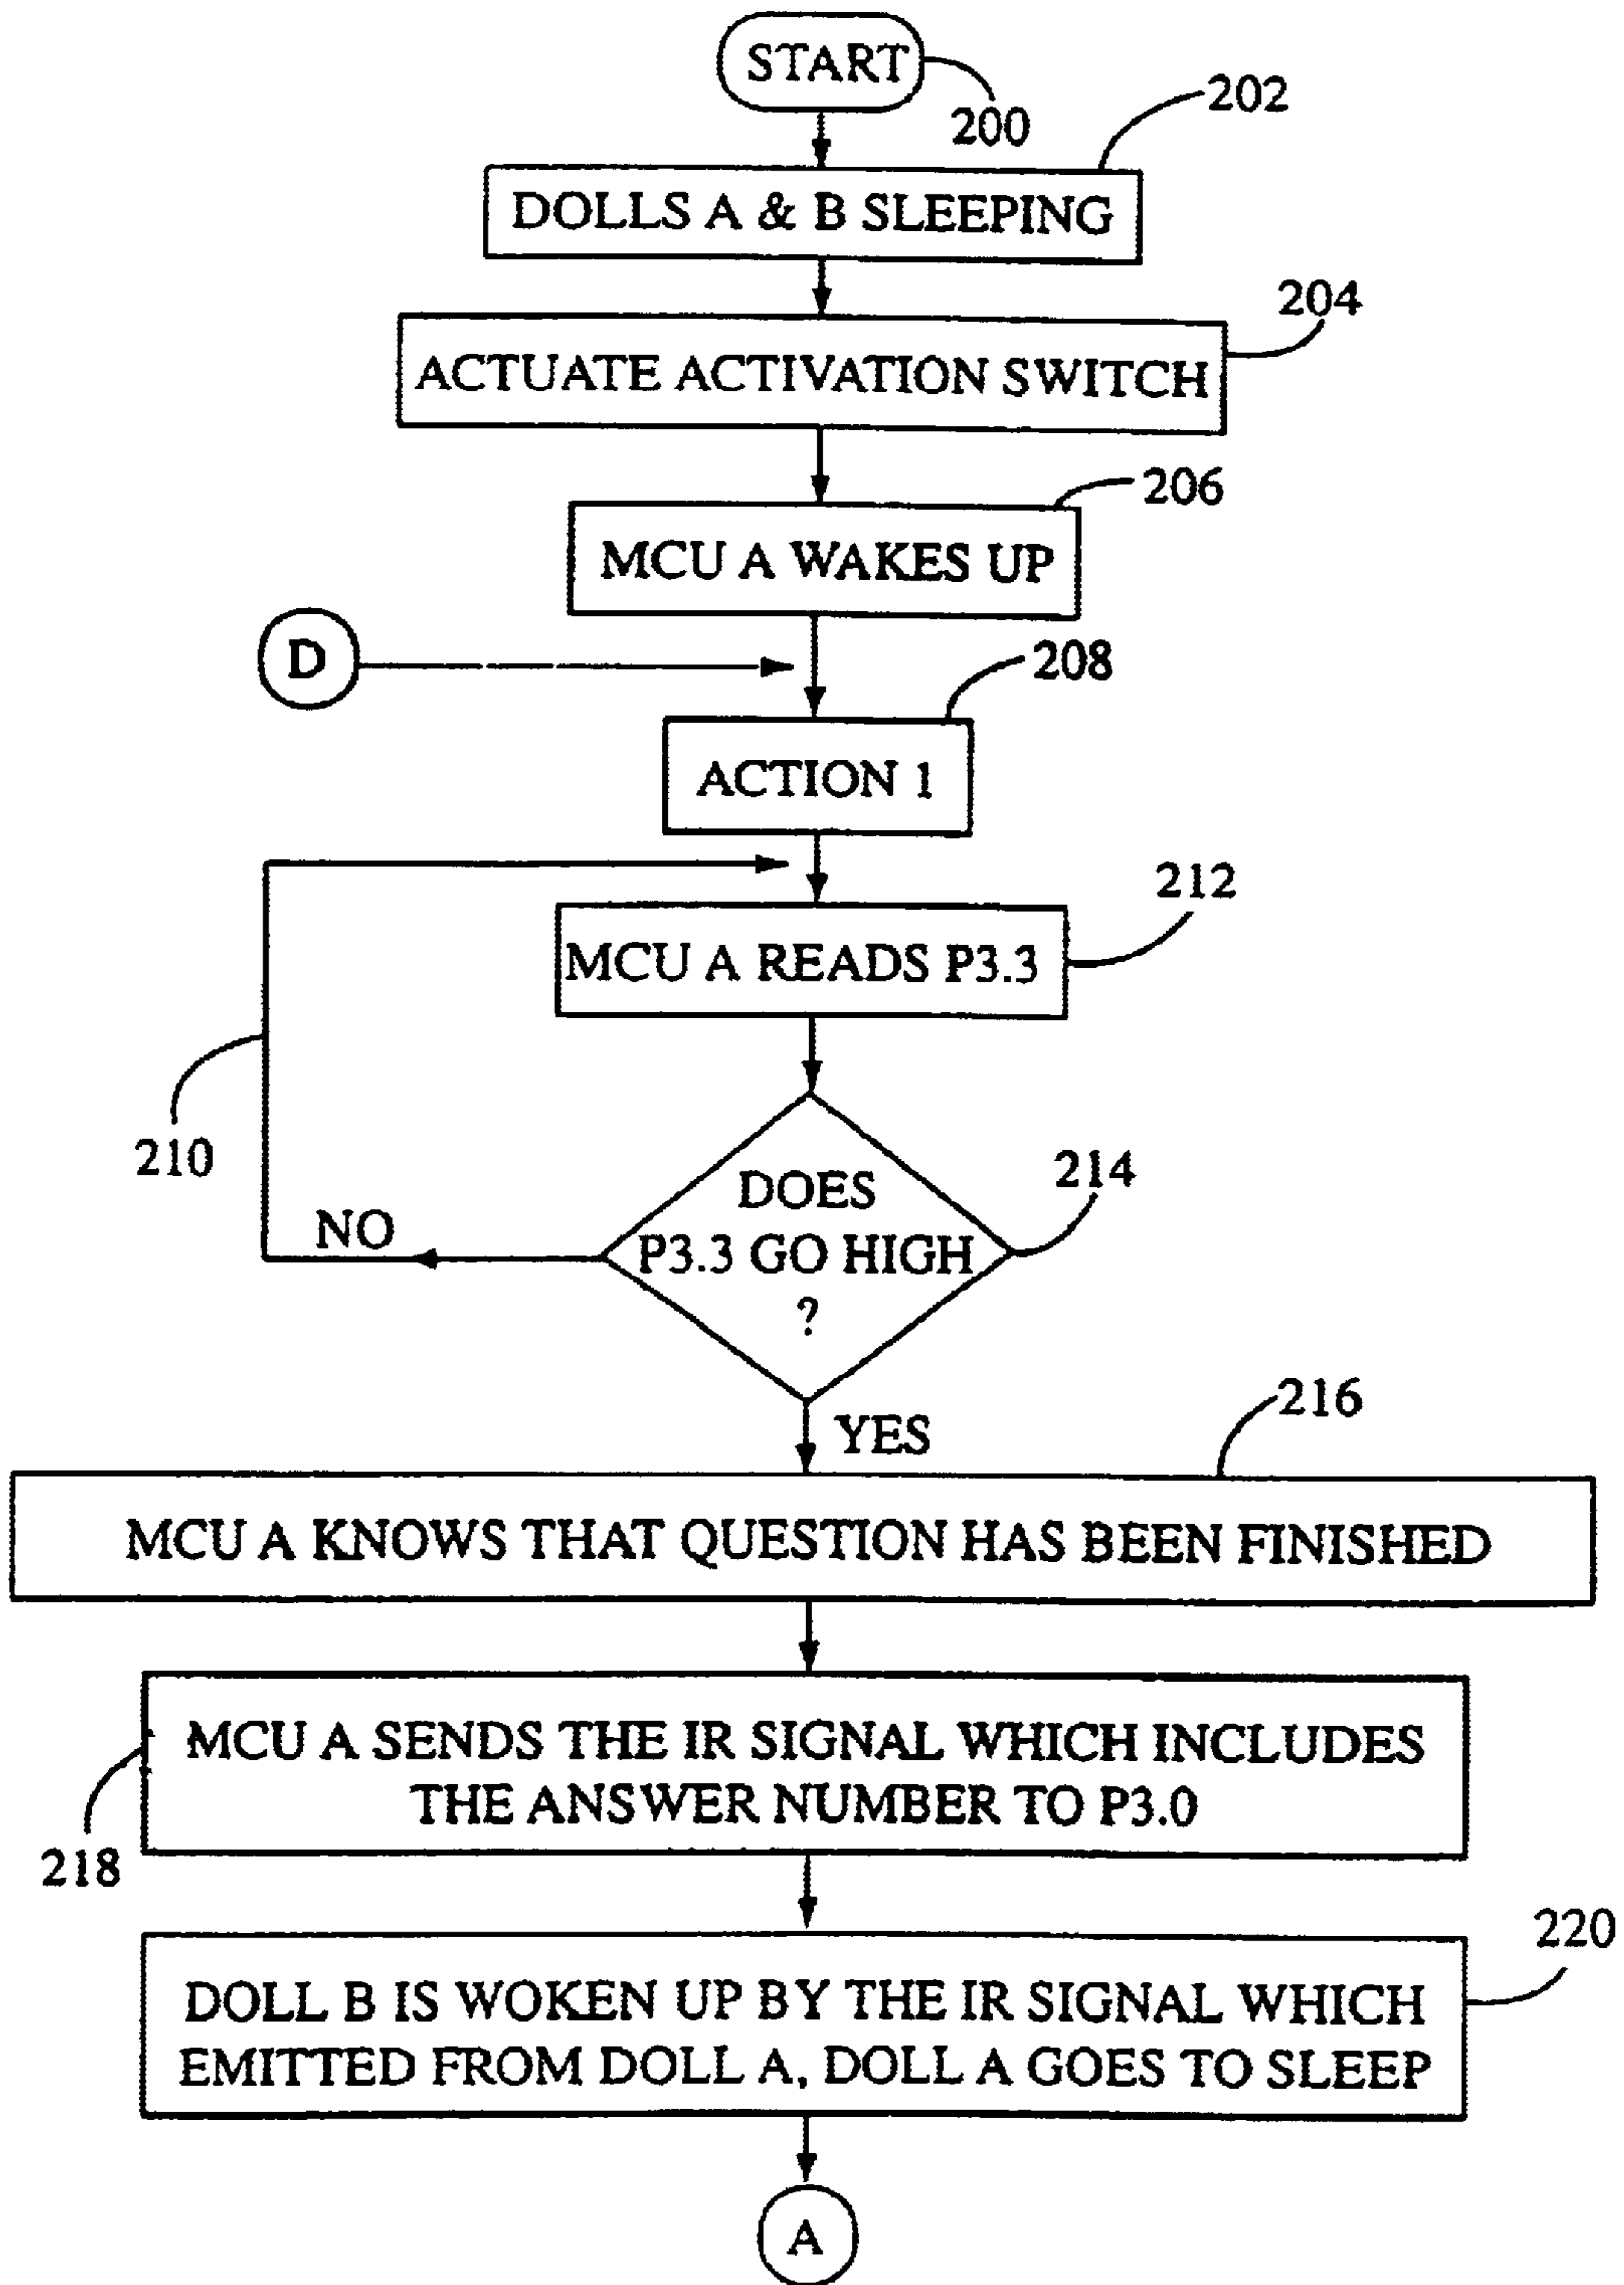 START
200
202
DOLLS A & B SLEEPING
204
ACTUATE ACTIVATION SWITCH
206
MCU A WAKES UP
D
208
ACTION 1
212
MCU A READS P3.3
210
214
DOES
P3.3 GO HIGH
?
NO
YES
216
MCU A KNOWS THAT QUESTION HAS BEEN FINISHED
218
MCU A SENDS THE IR SIGNAL WHICH INCLUDES
THE ANSWER NUMBER TO P3.0
220
DOLL B IS WOKEN UP BY THE IR SIGNAL WHICH
EMITTED FROM DOLL A, DOLL A GOES TO SLEEP
A